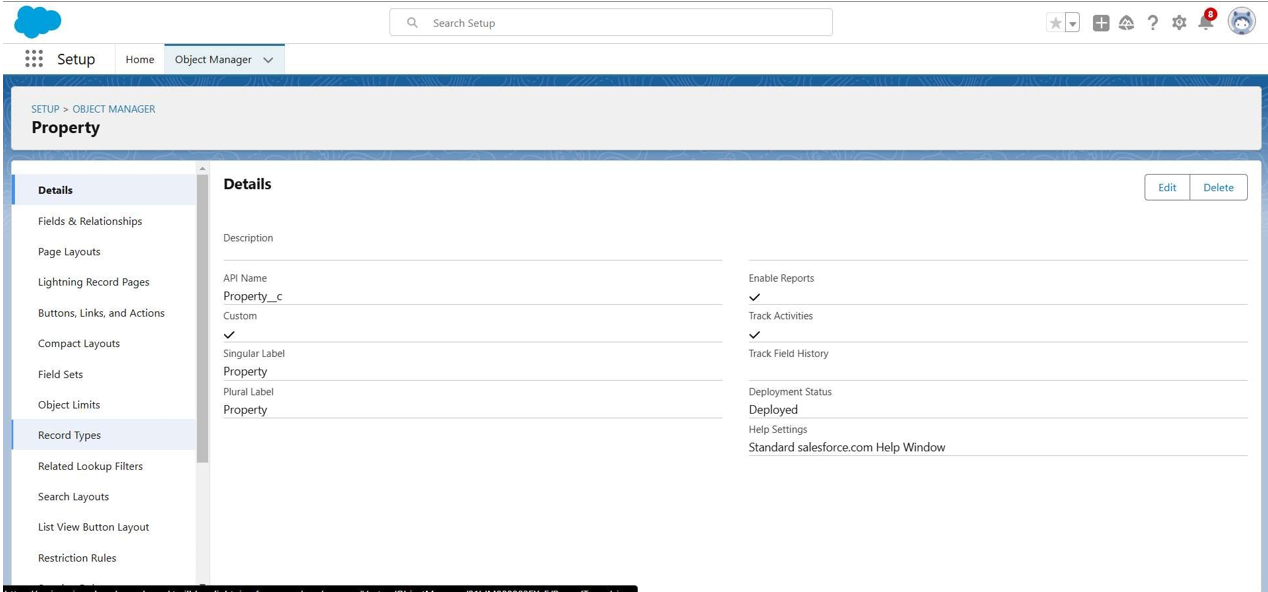 Search Setup
8
Setup
Home
Object Manager
SETUP > OBJECT MANAGER
Property
Details
Fields & Relationships
Page Layouts
Lightning Record Pages
Buttons, Links, and Actions
Compact Layouts
Field Sets
Object Limits
Record Types
Related Lookup Filters
Search Layouts
List View Button Layout
Restriction Rules
Details
Edit
Delete
Description
API Name
Property__c
Custom
Singular Label
Property
Plural Label
Property
Enable Reports
Track Activities
Track Field History
Deployment Status
Deployed
Help Settings
Standard salesforce.com Help Window